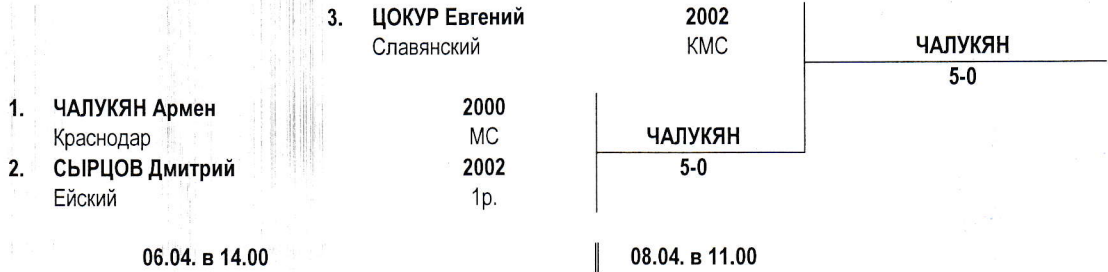 3. ЦОКУР Евгений 2002
Славянский КМС
ЧАЛУКЯН
5-0
1. ЧАЛУКЯН Армен 2000
Краснодар МС
ЧАЛУКЯН
2. СЫРЦОВ Дмитрий 2002
5-0
Ейский 1р.
06.04. в 14.00
08.04. в 11.00